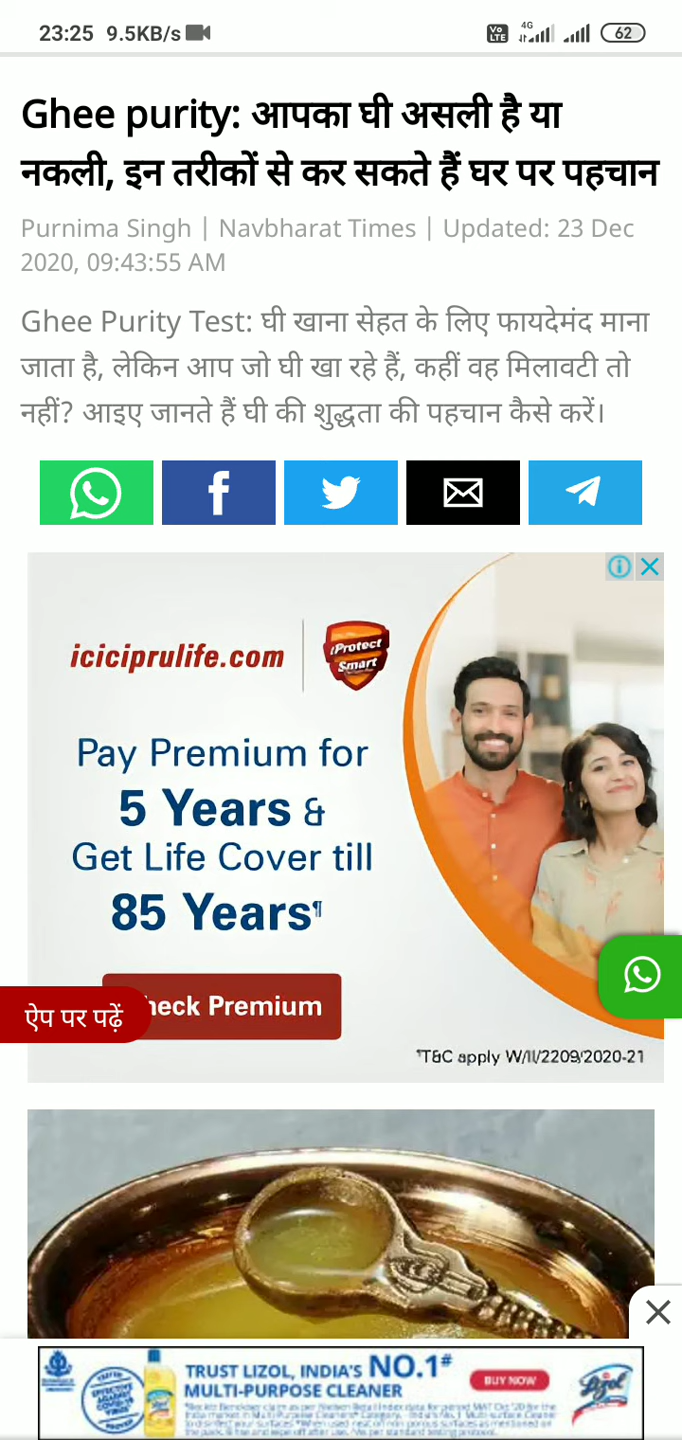 23:25 9.5KB/s
Vo LTE 4G 62
Ghee purity: आपका घी असली है या
नकली, इन तरीकों से कर सकते हैं घर पर पहचान
Purnima Singh | Navbharat Times | Updated: 23 Dec
2020, 09:43:55 AM
Ghee Purity Test: घी खाना सेहत के लिए फायदेमंद माना
जाता है, लेकिन आप जो घी खा रहे हैं, कहीं वह मिलावटी तो
नहीं? आइए जानते हैं घी की शुद्धता की पहचान कैसे करें।
iciciprulife.com
iProtect
Smart
Pay Premium for
5 Years &
Get Life Cover till
85 Years¶
heck Premium
ऐप पर पढ़ें
¶T&C apply W/II/2209/2020-21
TRUST LIZOL, INDIA'S NO.1#
MULTI-PURPOSE CLEANER
BUY NOW
Lizol